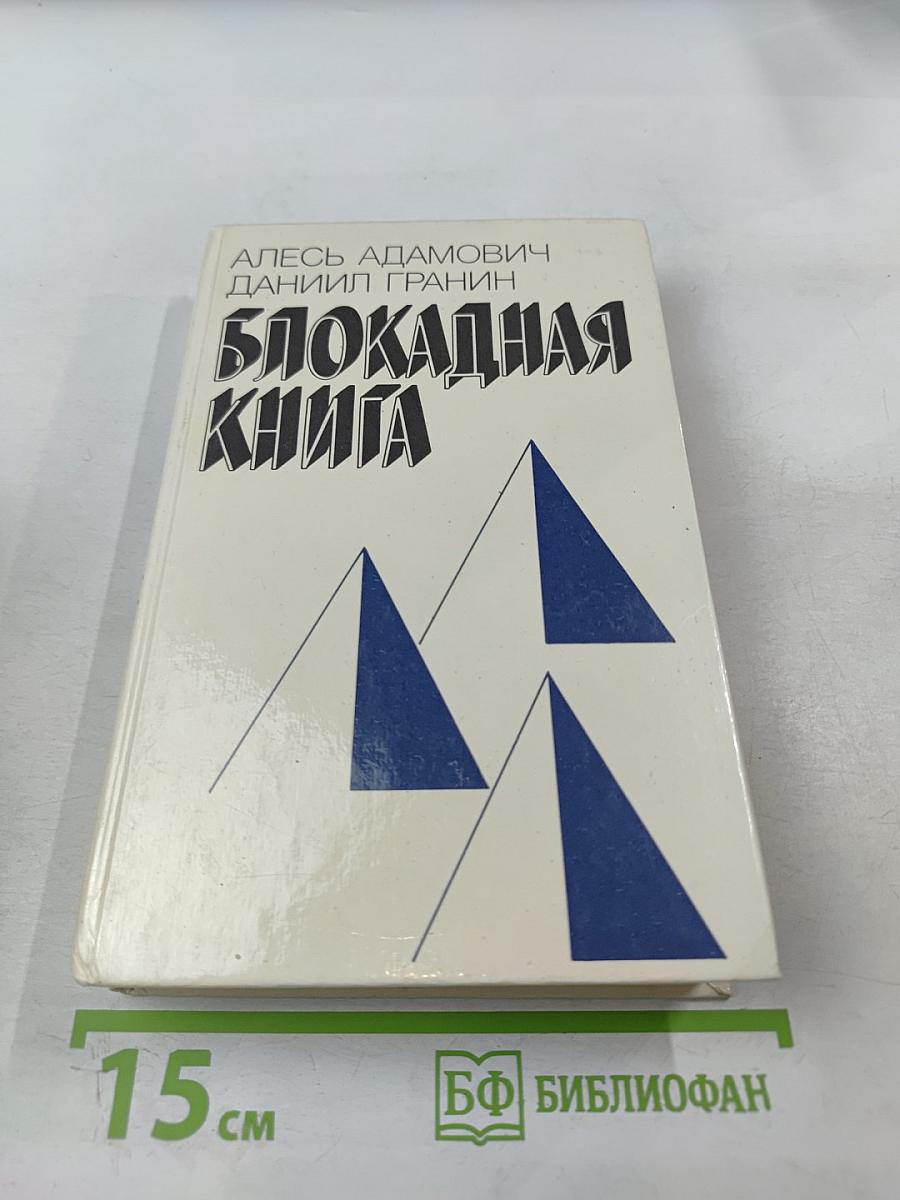 АЛЕСЬ АДАМОВИЧ
ДАНИИЛ ГРАНИН
БЛОКАДНАЯ
КНИГА
15 см
БФ БИБЛИОФАН